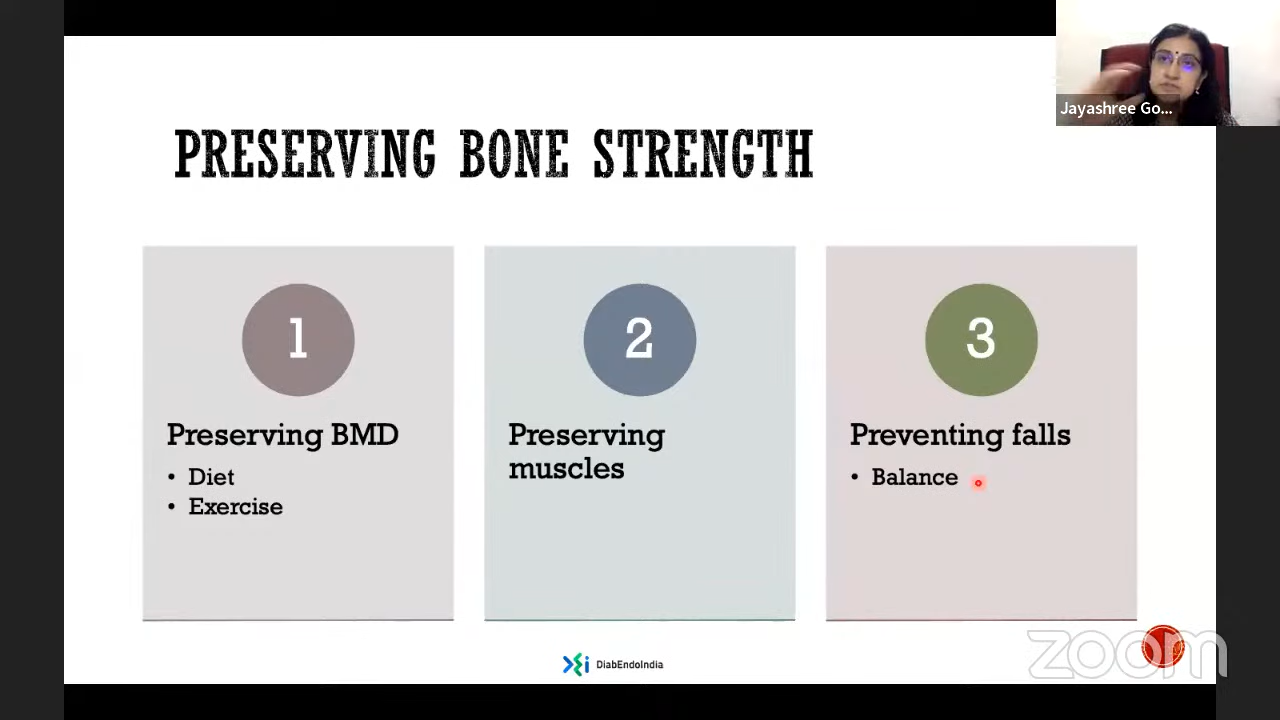 Jayashree Go...
PRESERVING BONE STRENGTH
1
Preserving BMD
• Diet
• Exercise
2
Preserving
muscles
3
Preventing falls
• Balance
DiabEndoIndia
zoom